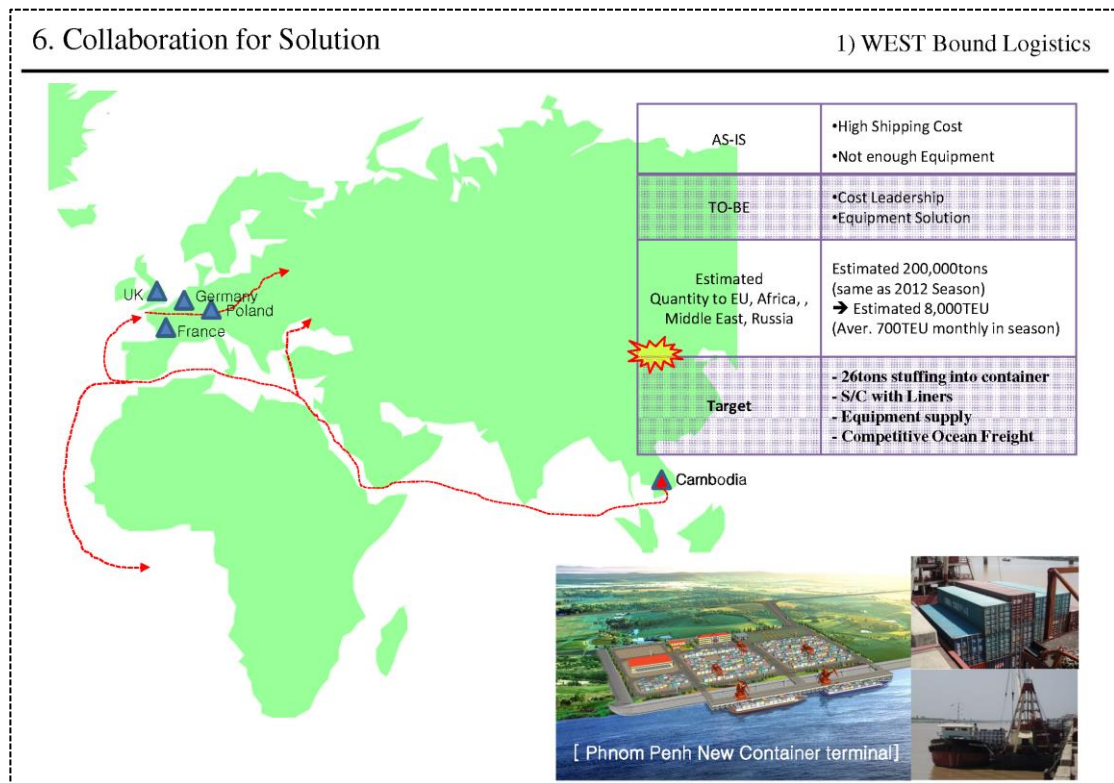 6. Collaboration for Solution
1) WEST Bound Logistics
AS-IS
•High Shipping Cost
•Not enough Equipment
TO-BE
•Cost Leadership
•Equipment Solution
Estimated
Quantity to EU, Africa, ,
Middle East, Russia
Estimated 200,000tons
(same as 2012 Season)
➔ Estimated 8,000TEU
(Aver. 700TEU monthly in season)
Target
- 26tons stuffing into container
- S/C with Liners
- Equipment supply
- Competitive Ocean Freight
UK
Germany
Poland
France
Cambodia
[ Phnom Penh New Container terminal]